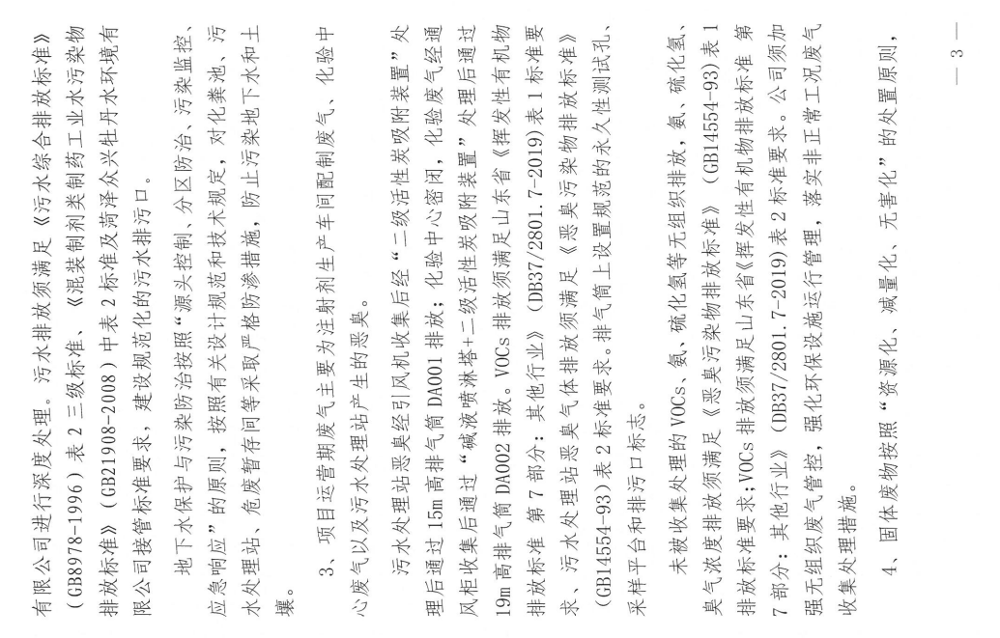 有限公司进行深度处理。污水排放须满足《污水综合排放标准》
（GB8978-1996）表 2 三级标准、《混装制剂类制药工业水污染物
排放标准》（GB21908-2008）中表 2 标准及菏泽众兴牡丹水环境有
限公司接管标准要求，建设规范化的污水排污口。
地下水保护与污染防治按照“源头控制、分区防治、污染监控、
应急响应”的原则，按照有关设计规范和技术规定，对化粪池、污
水处理站、危废暂存间等采取严格防渗措施，防止污染地下水和土
壤。
3、项目运营期废气主要为注射剂生产车间配制废气、化验中
心废气以及污水处理站产生的恶臭。
污水处理站恶臭经引风机收集后经“二级活性炭吸附装置”处
理后通过 15m 高排气筒 DA001 排放；化验中心密闭，化验废气经通
风柜收集后通过“碱液喷淋塔+二级活性炭吸附装置”处理后通过
19m 高排气筒 DA002 排放。VOCs 排放须满足山东省《挥发性有机物
排放标准 第 7 部分：其他行业》（DB37/2801.7-2019)表 1 标准要
求、污水处理站恶臭气体排放须满足《恶臭污染物排放标准》
(GB14554-93)表 2 标准要求。排气筒上设置规范的永久性测试孔、
采样平台和排污口标志。
未被收集处理的 VOCs、氨、硫化氢等无组织排放，氨、硫化氢、
臭气浓度排放须满足《恶臭污染物排放标准》（GB14554-93)表 1
排放标准要求;VOCs 排放须满足山东省《挥发性有机物排放标准 第
7 部分：其他行业》（DB37/2801.7-2019)表 2 标准要求。公司须加
强无组织废气管控，强化环保设施运行管理，落实非正常工况废气
收集处理措施。
4、固体废物按照“资源化、减量化、无害化”的处置原则，
— 3 —